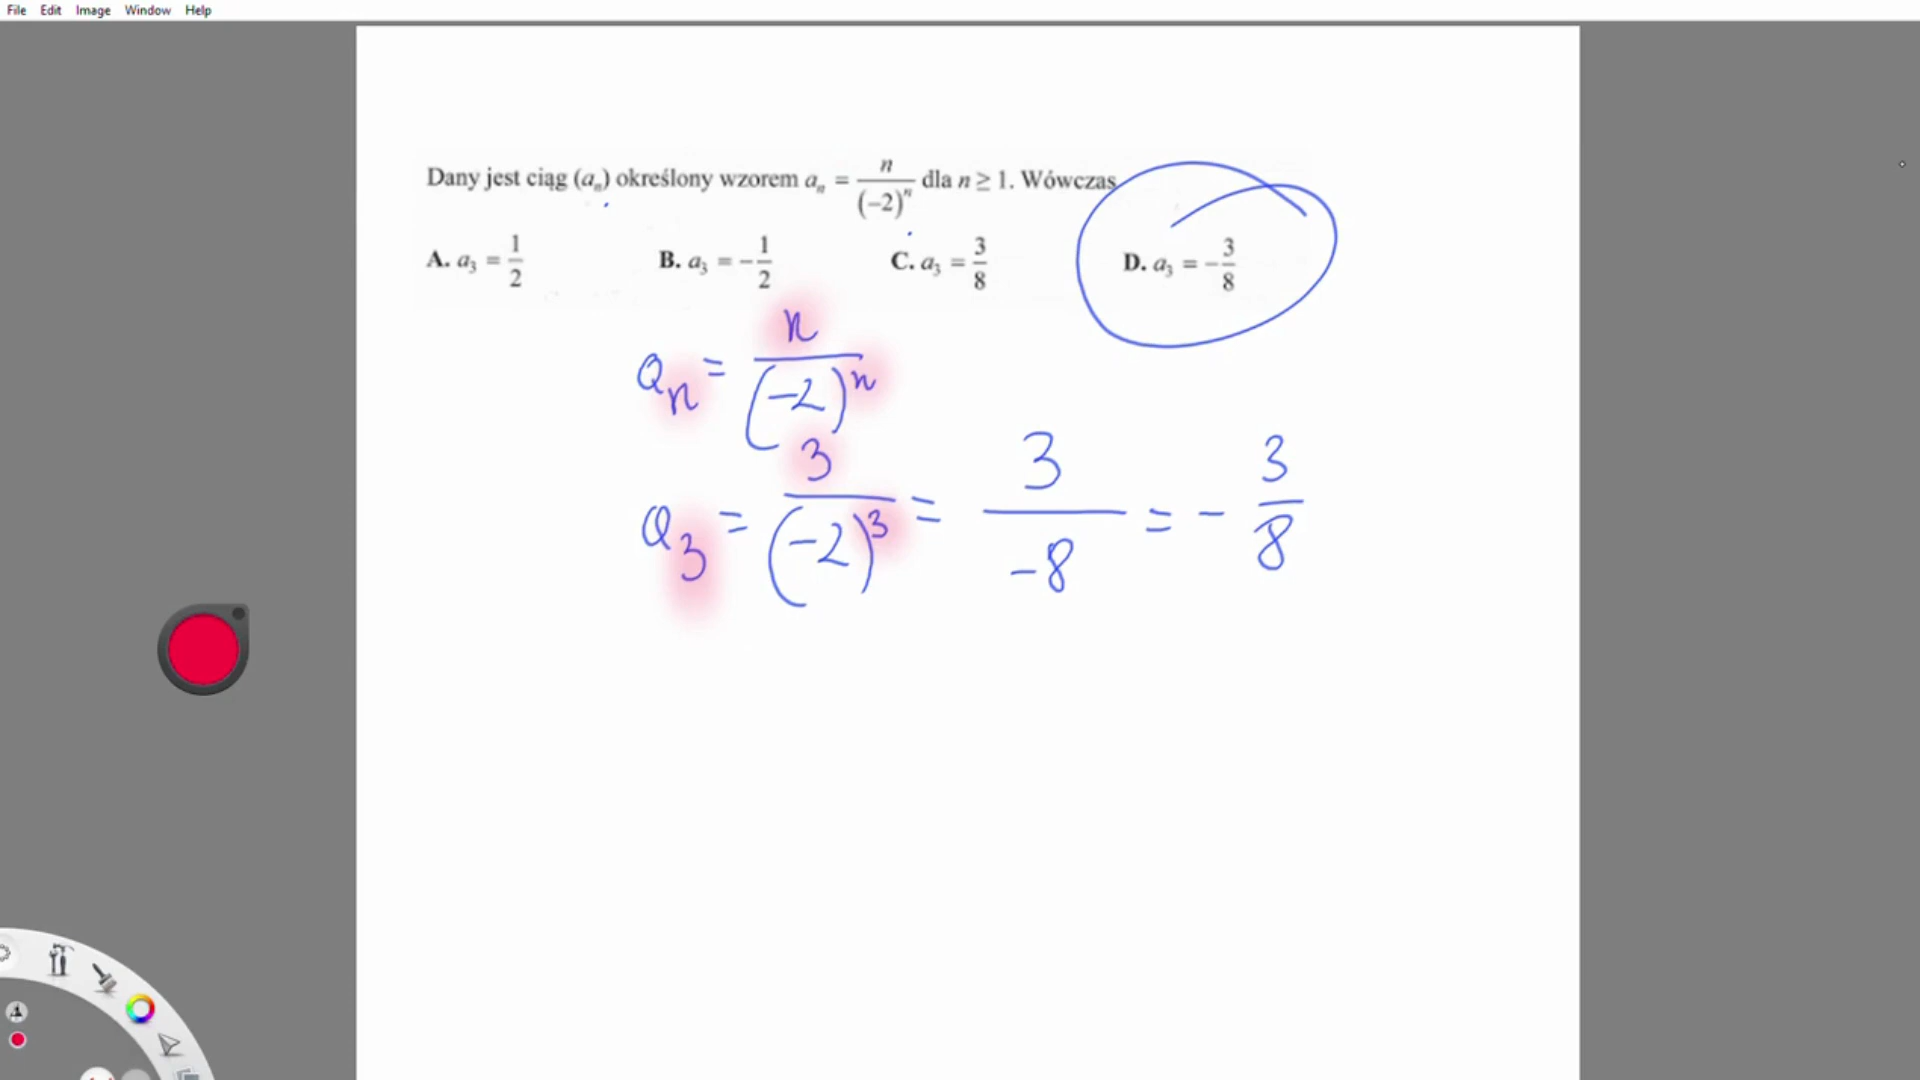 File Edit Image Window Help
Dany jest ciąg (aₙ) określony wzorem aₙ = n/(−2)ⁿ dla n ≥ 1. Wówczas
A. a₃ = 1/2 B. a₃ = −1/2 C. a₃ = 3/8 D. a₃ = −3/8
aₙ = n/(−2)ⁿ
a₃ = 3/(−2)³ = 3/−8 = −3/8